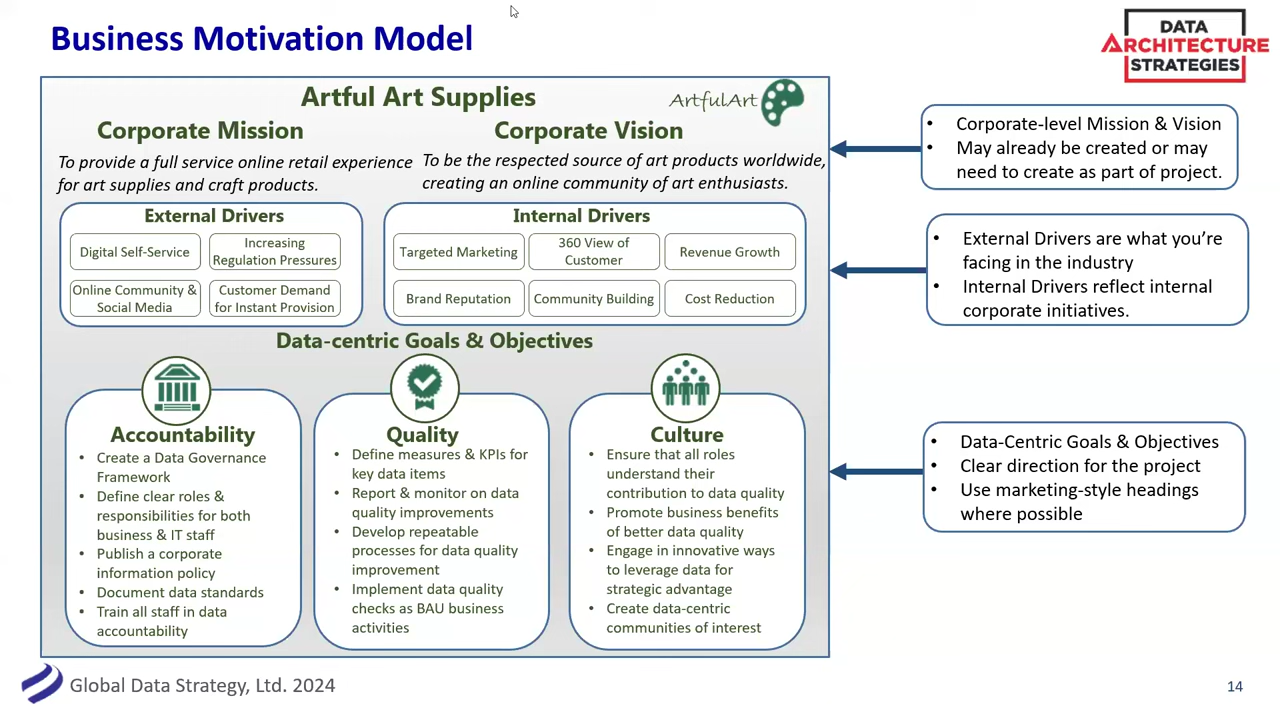 Business Motivation Model
DATA
ARCHITECTURE
STRATEGIES
Artful Art Supplies
ArtfulArt
Corporate Mission
To provide a full service online retail experience
for art supplies and craft products.
Corporate Vision
To be the respected source of art products worldwide,
creating an online community of art enthusiasts.
External Drivers
Digital Self-Service
Increasing
Regulation Pressures
Online Community &
Social Media
Customer Demand
for Instant Provision
Internal Drivers
Targeted Marketing
360 View of
Customer
Revenue Growth
Brand Reputation
Community Building
Cost Reduction
Data-centric Goals & Objectives
Accountability
• Create a Data Governance
Framework
• Define clear roles &
responsibilities for both
business & IT staff
• Publish a corporate
information policy
• Document data standards
• Train all staff in data
accountability
Quality
• Define measures & KPIs for
key data items
• Report & monitor on data
quality improvements
• Develop repeatable
processes for data quality
improvement
• Implement data quality
checks as BAU business
activities
Culture
• Ensure that all roles
understand their
contribution to data quality
• Promote business benefits
of better data quality
• Engage in innovative ways
to leverage data for
strategic advantage
• Create data-centric
communities of interest
• Corporate-level Mission & Vision
• May already be created or may
need to create as part of project.
• External Drivers are what you're
facing in the industry
• Internal Drivers reflect internal
corporate initiatives.
• Data-Centric Goals & Objectives
• Clear direction for the project
• Use marketing-style headings
where possible
Global Data Strategy, Ltd. 2024
14